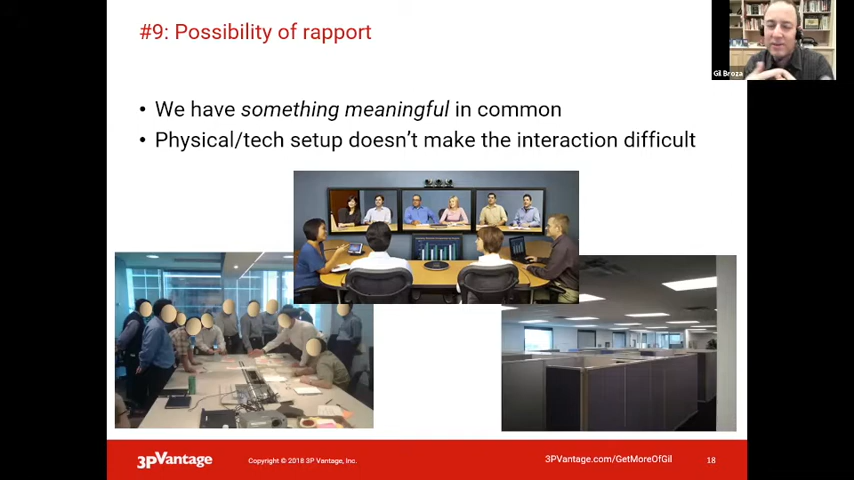 #9: Possibility of rapport
Gil Broza
• We have something meaningful in common
• Physical/tech setup doesn't make the interaction difficult
3PVantage
Copyright © 2018 3P Vantage, Inc.
3PVantage.com/GetMoreOfGil
18